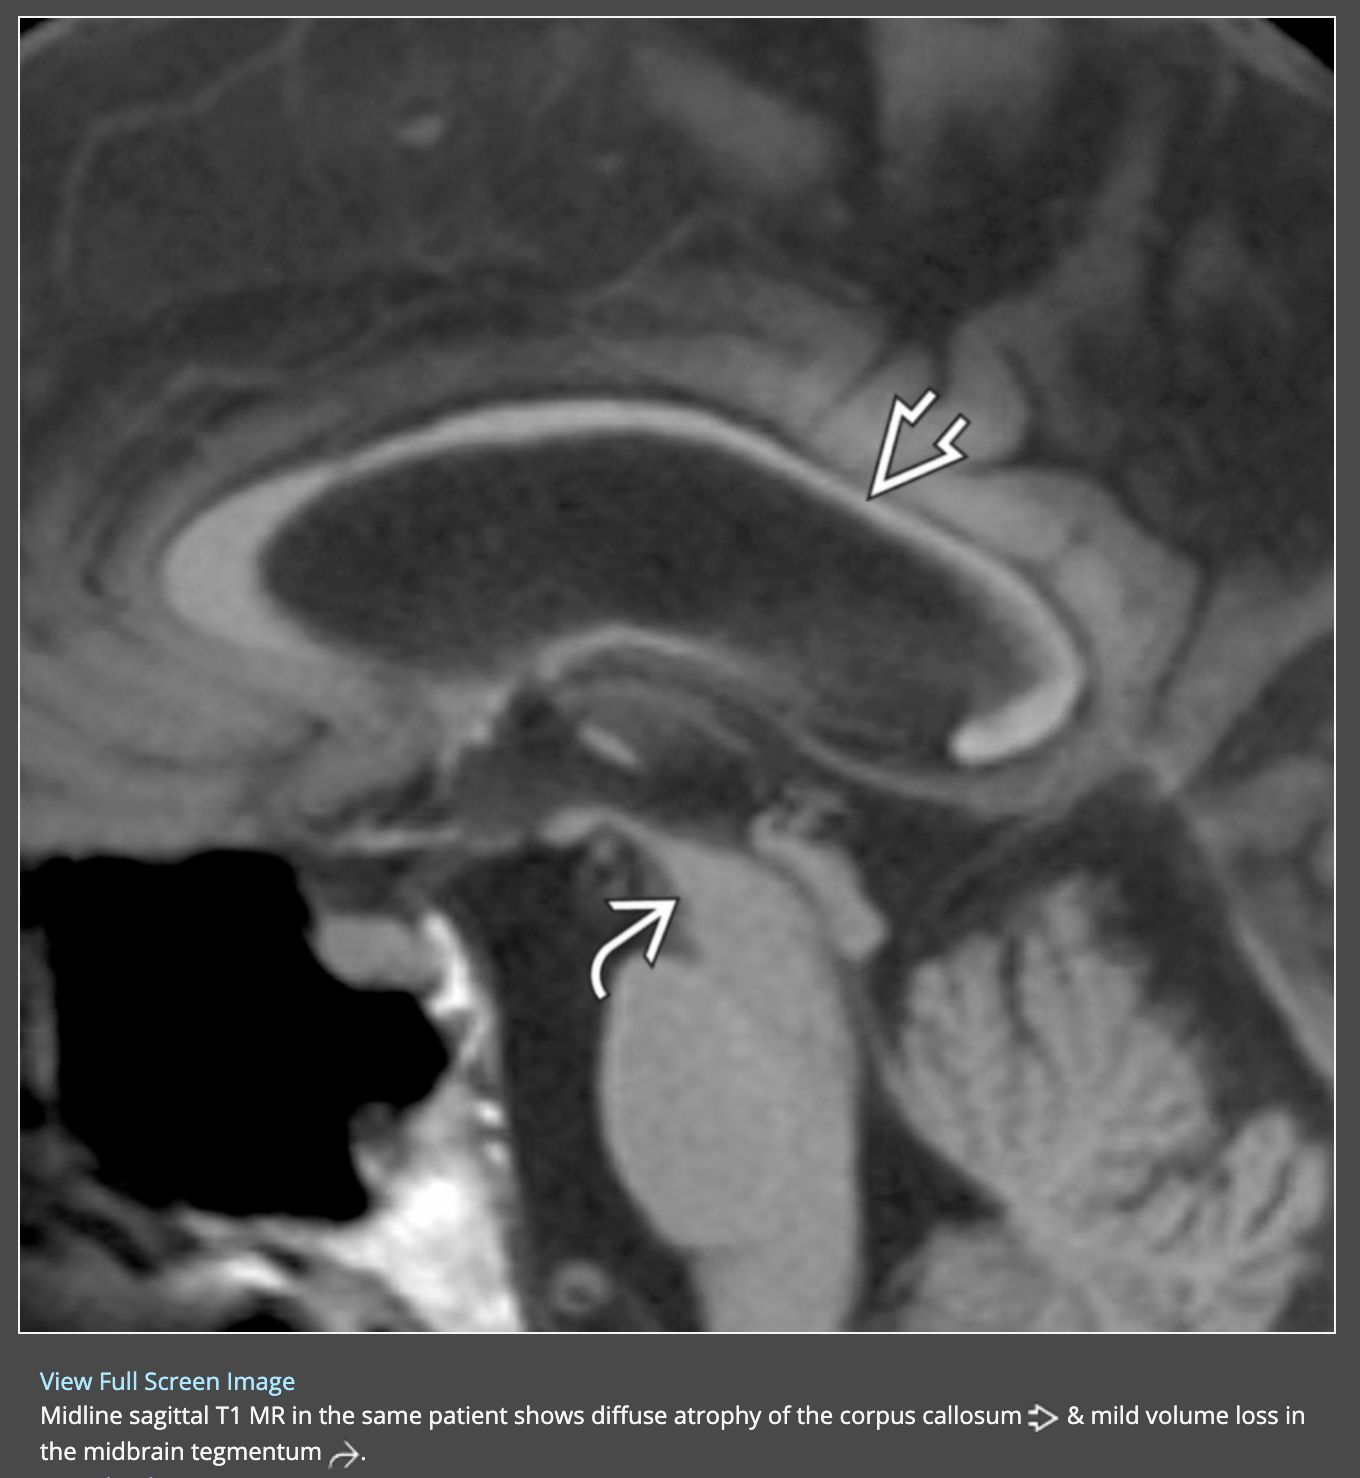 View Full Screen Image
Midline sagittal T1 MR in the same patient shows diffuse atrophy of the corpus callosum & mild volume loss in
the midbrain tegmentum .